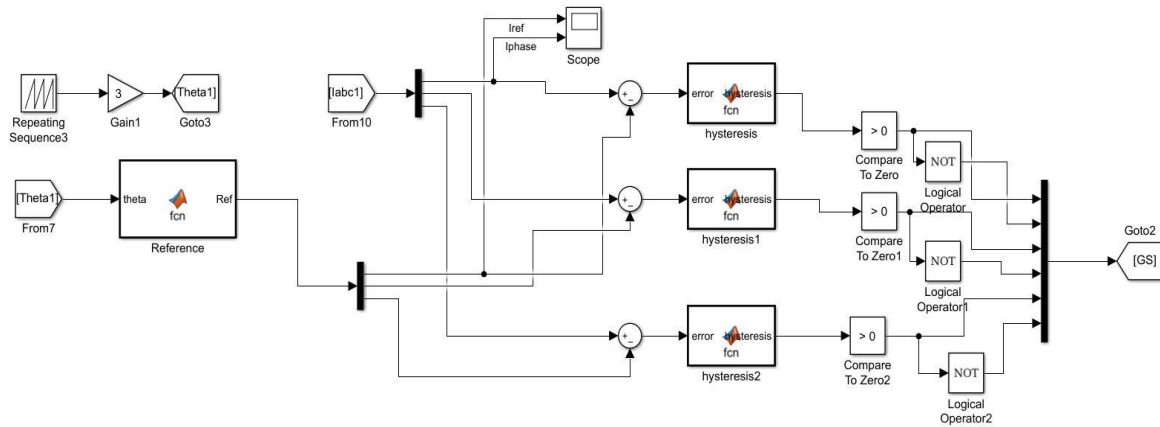 Iref
Iphase
Scope
Repeating
Sequence3
3
Gain1
[Theta1]
Goto3
[Iabc1]
From10
+
-
error
hysteresis
fcn
hysteresis
> 0
Compare
To Zero
NOT
Logical
Operator
[Theta1]
From7
theta
Ref
fcn
Reference
+
-
error
hysteresis
fcn
hysteresis1
> 0
Compare
To Zero1
NOT
Logical
Operator1
Goto2
[GS]
+
-
error
hysteresis
fcn
hysteresis2
> 0
Compare
To Zero2
NOT
Logical
Operator2